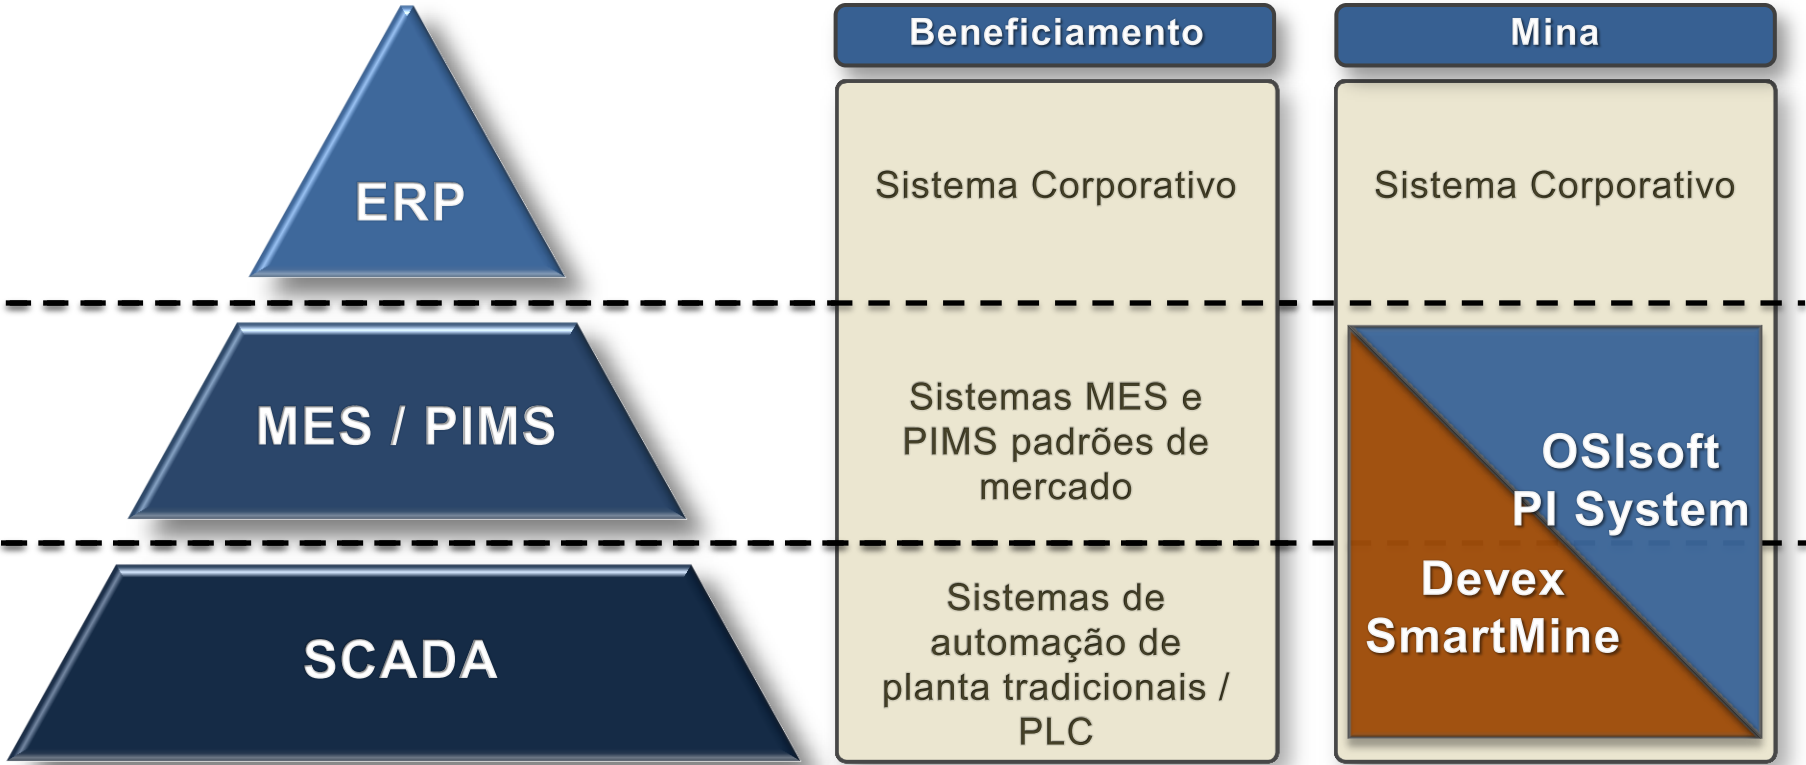 ERP
MES / PIMS
SCADA
Beneficiamento
Sistema Corporativo
Sistemas MES e
PIMS padrões de
mercado
Sistemas de
automação de
planta tradicionais /
PLC
Mina
Sistema Corporativo
OSIsoft
PI System
Devex
SmartMine